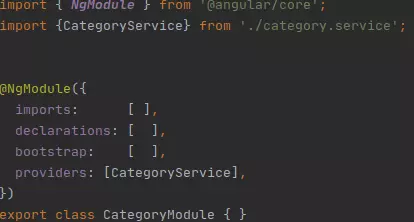 import { NgModule } from '@angular/core';
import {CategoryService} from './category.service';
@NgModule({
  imports:      [ ],
  declarations: [  ],
  bootstrap:    [  ],
  providers: [CategoryService],
})
export class CategoryModule { }